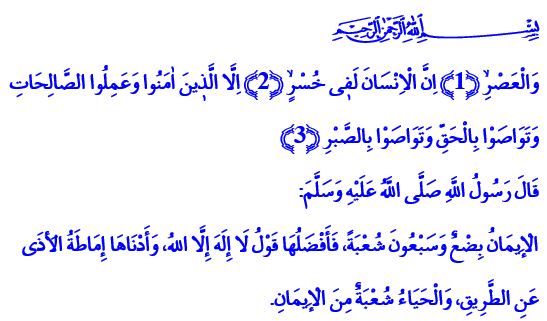 بِسْمِ اللهِ الرَّحْمٰنِ الرَّحِيمِ
وَالْعَصْرِۙ ﴿1﴾ اِنَّ الْاِنْسَانَ لَف۪ى خُسْرٍۙ ﴿2﴾ اِلَّا الَّذ۪ينَ اٰمَنُوا وَعَمِلُوا الصَّالِحَاتِ
وَتَوَاصَوْا بِالْحَقِّ وَتَوَاصَوْا بِالصَّبْرِ ﴿3﴾
قَالَ رَسُولُ اللَّهِ صَلَّى اللَّهُ عَلَيْهِ وَسَلَّمَ:
الْإِيمَانُ بِضْعٌ وَسَبْعُونَ شُعْبَةً، فَأَفْضَلُهَا قَوْلُ لَا إِلَهَ إِلَّا اللهُ، وَأَدْنَاهَا إِمَاطَةُ الْأَذَى
عَنِ الطَّرِيقِ، وَالْحَيَاءُ شُعْبَةٌ مِنَ الْإِيمَانِ.